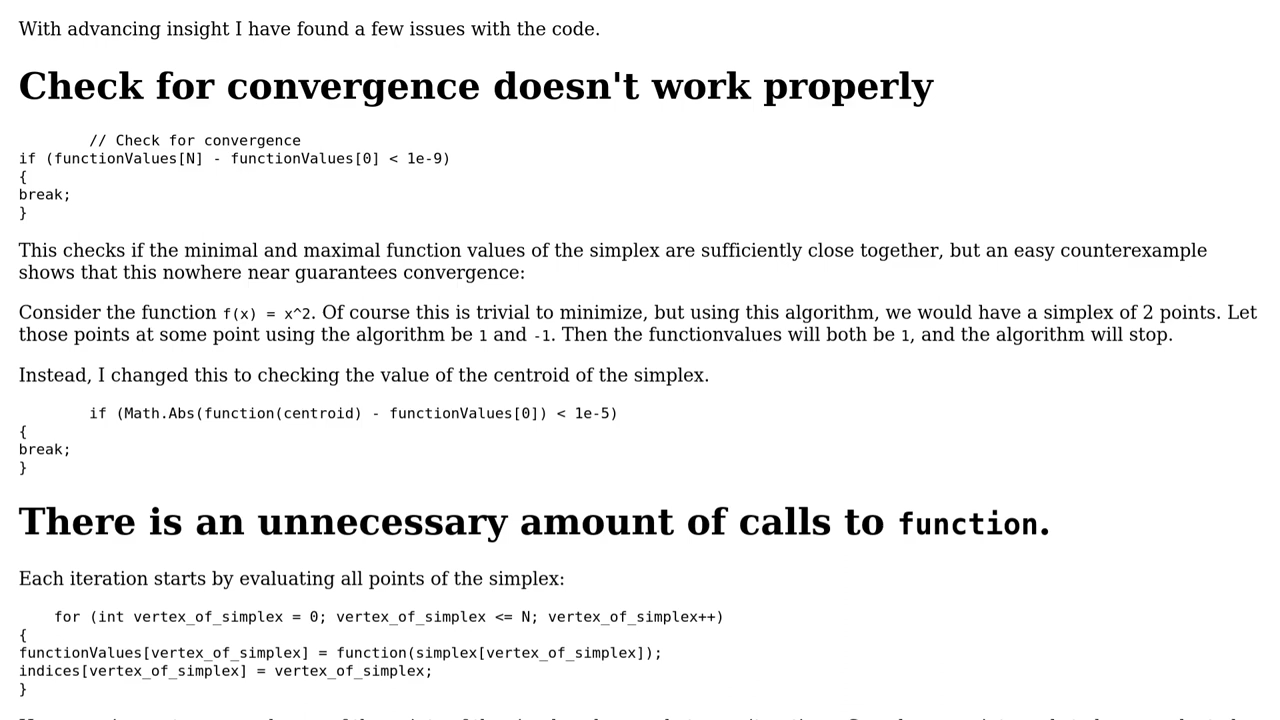 With advancing insight I have found a few issues with the code.
Check for convergence doesn't work properly
// Check for convergence
if (functionValues[N] - functionValues[0] < 1e-9)
{
break;
}
This checks if the minimal and maximal function values of the simplex are sufficiently close together, but an easy counterexample
shows that this nowhere near guarantees convergence:
Consider the function f(x) = x^2. Of course this is trivial to minimize, but using this algorithm, we would have a simplex of 2 points. Let
those points at some point using the algorithm be 1 and -1. Then the functionvalues will both be 1, and the algorithm will stop.
Instead, I changed this to checking the value of the centroid of the simplex.
if (Math.Abs(function(centroid) - functionValues[0]) < 1e-5)
{
break;
}
There is an unnecessary amount of calls to function.
Each iteration starts by evaluating all points of the simplex:
for (int vertex_of_simplex = 0; vertex_of_simplex <= N; vertex_of_simplex++)
{
functionValues[vertex_of_simplex] = function(simplex[vertex_of_simplex]);
indices[vertex_of_simplex] = vertex_of_simplex;
}